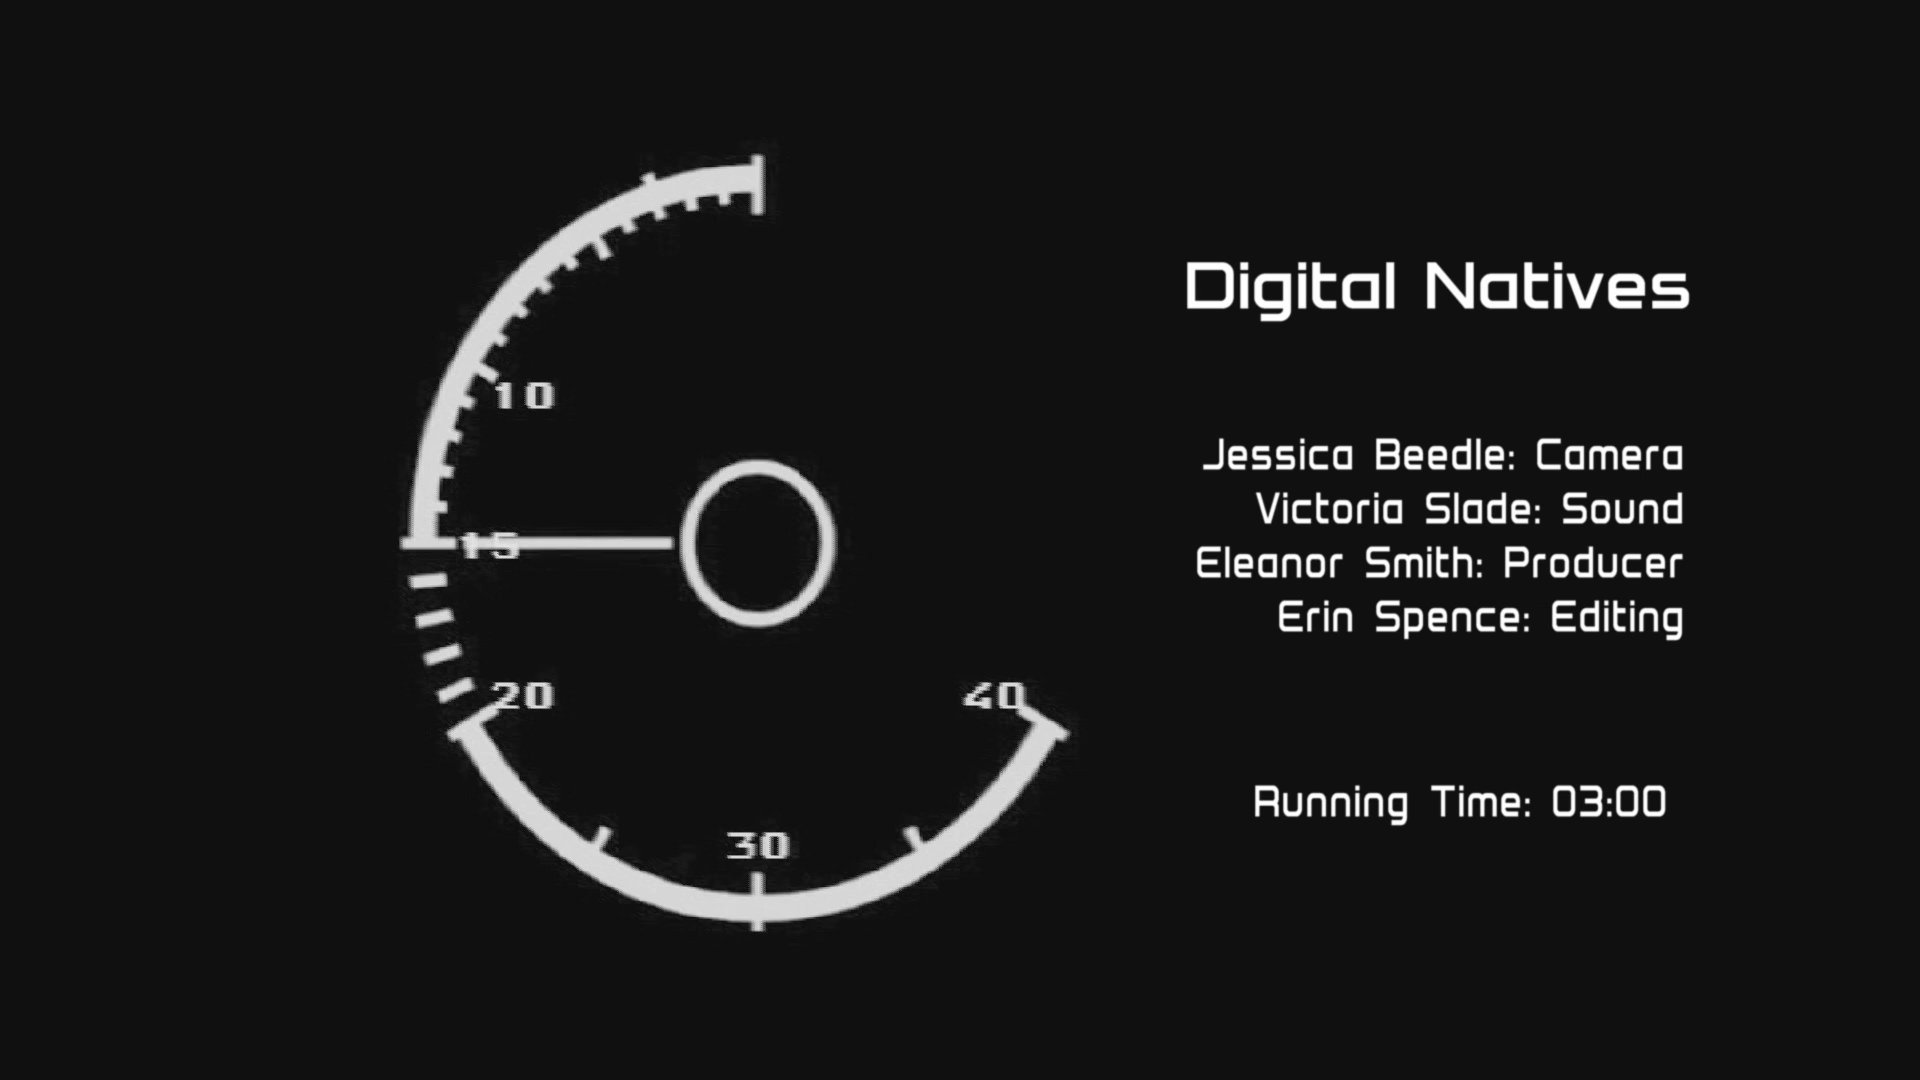 Digital Natives
Jessica Beedle: Camera
Victoria Slade: Sound
Eleanor Smith: Producer
Erin Spence: Editing
Running Time: 03:00
10
15
20
40
30